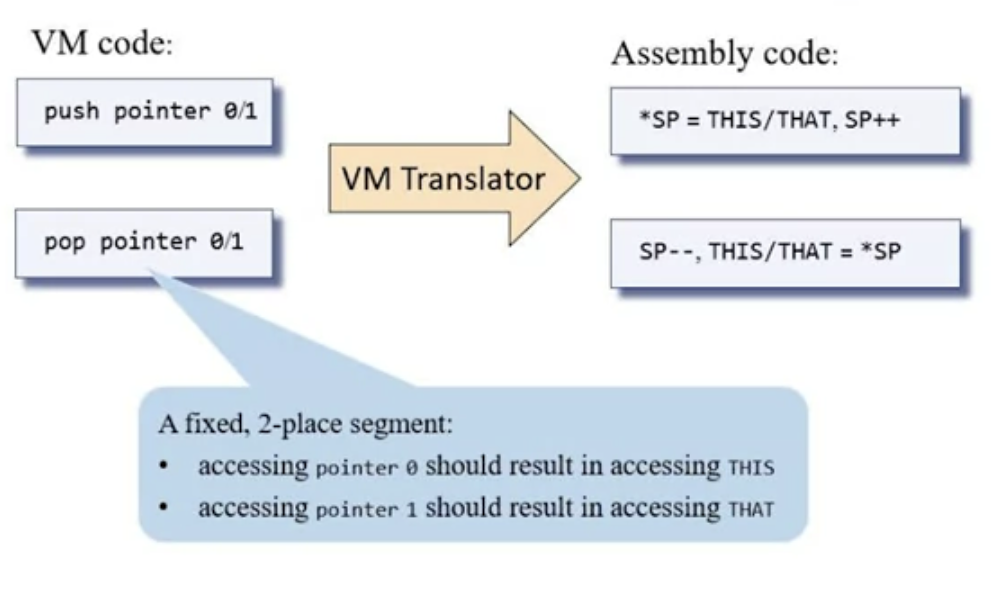 VM code:
push pointer 0/1
pop pointer 0/1
VM Translator
Assembly code:
*SP = THIS/THAT, SP++
SP--, THIS/THAT = *SP
A fixed, 2-place segment:
• accessing pointer 0 should result in accessing THIS
• accessing pointer 1 should result in accessing THAT